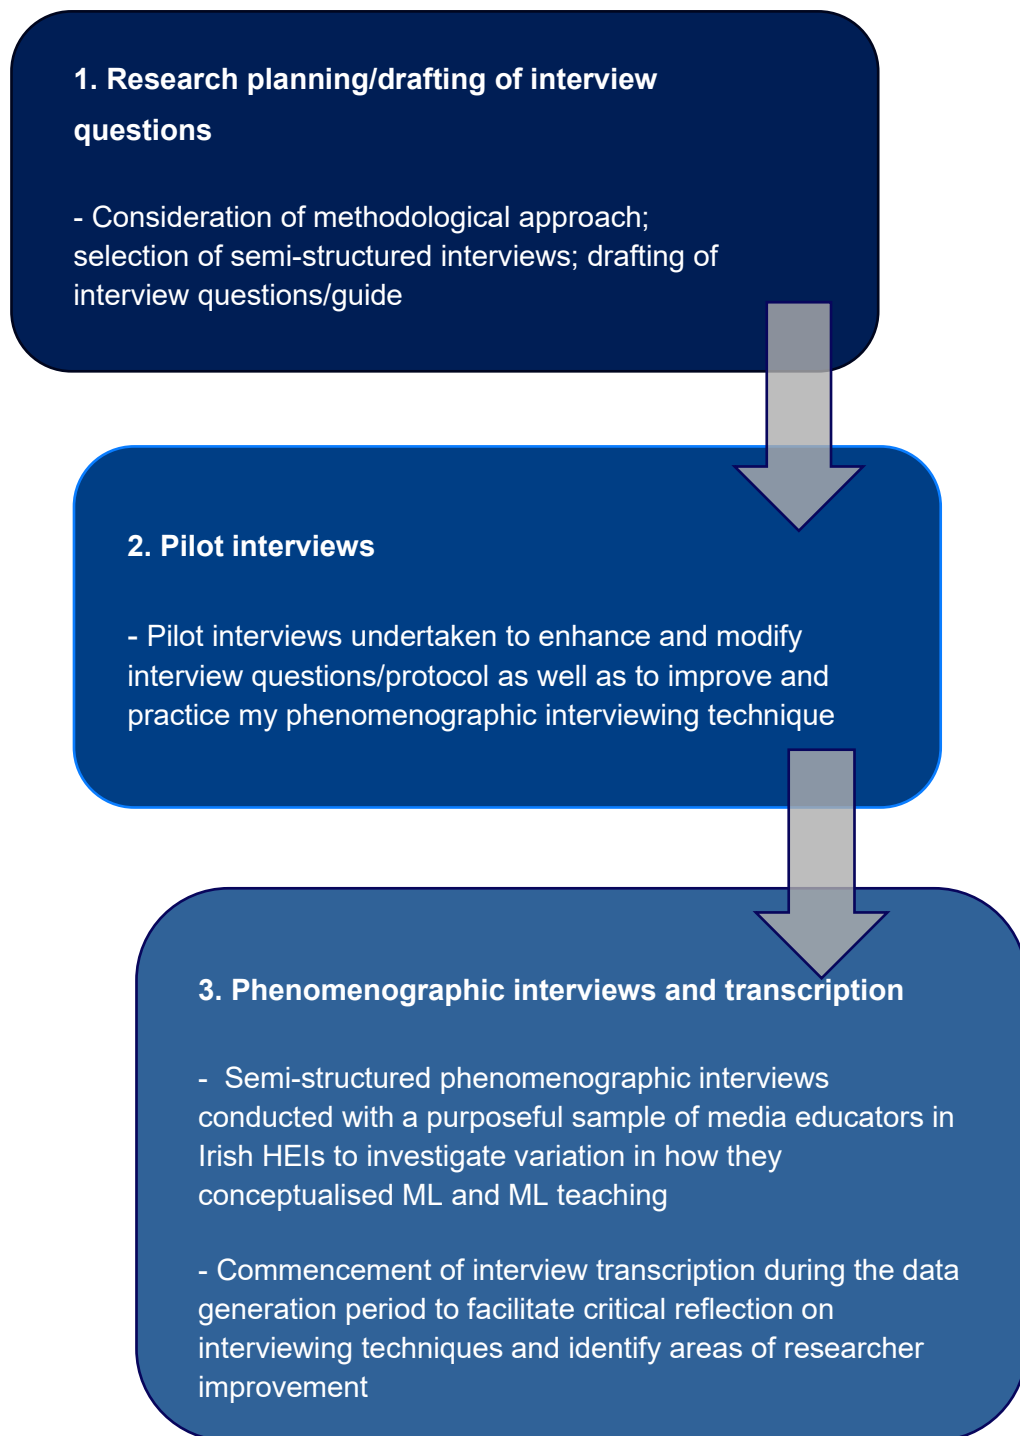 1. Research planning/drafting of interview
questions
- Consideration of methodological approach;
selection of semi-structured interviews; drafting of
interview questions/guide
2. Pilot interviews
- Pilot interviews undertaken to enhance and modify
interview questions/protocol as well as to improve and
practice my phenomenographic interviewing technique
3. Phenomenographic interviews and transcription
- Semi-structured phenomenographic interviews
conducted with a purposeful sample of media educators in
Irish HEIs to investigate variation in how they
conceptualised ML and ML teaching
- Commencement of interview transcription during the data
generation period to facilitate critical reflection on
interviewing techniques and identify areas of researcher
improvement